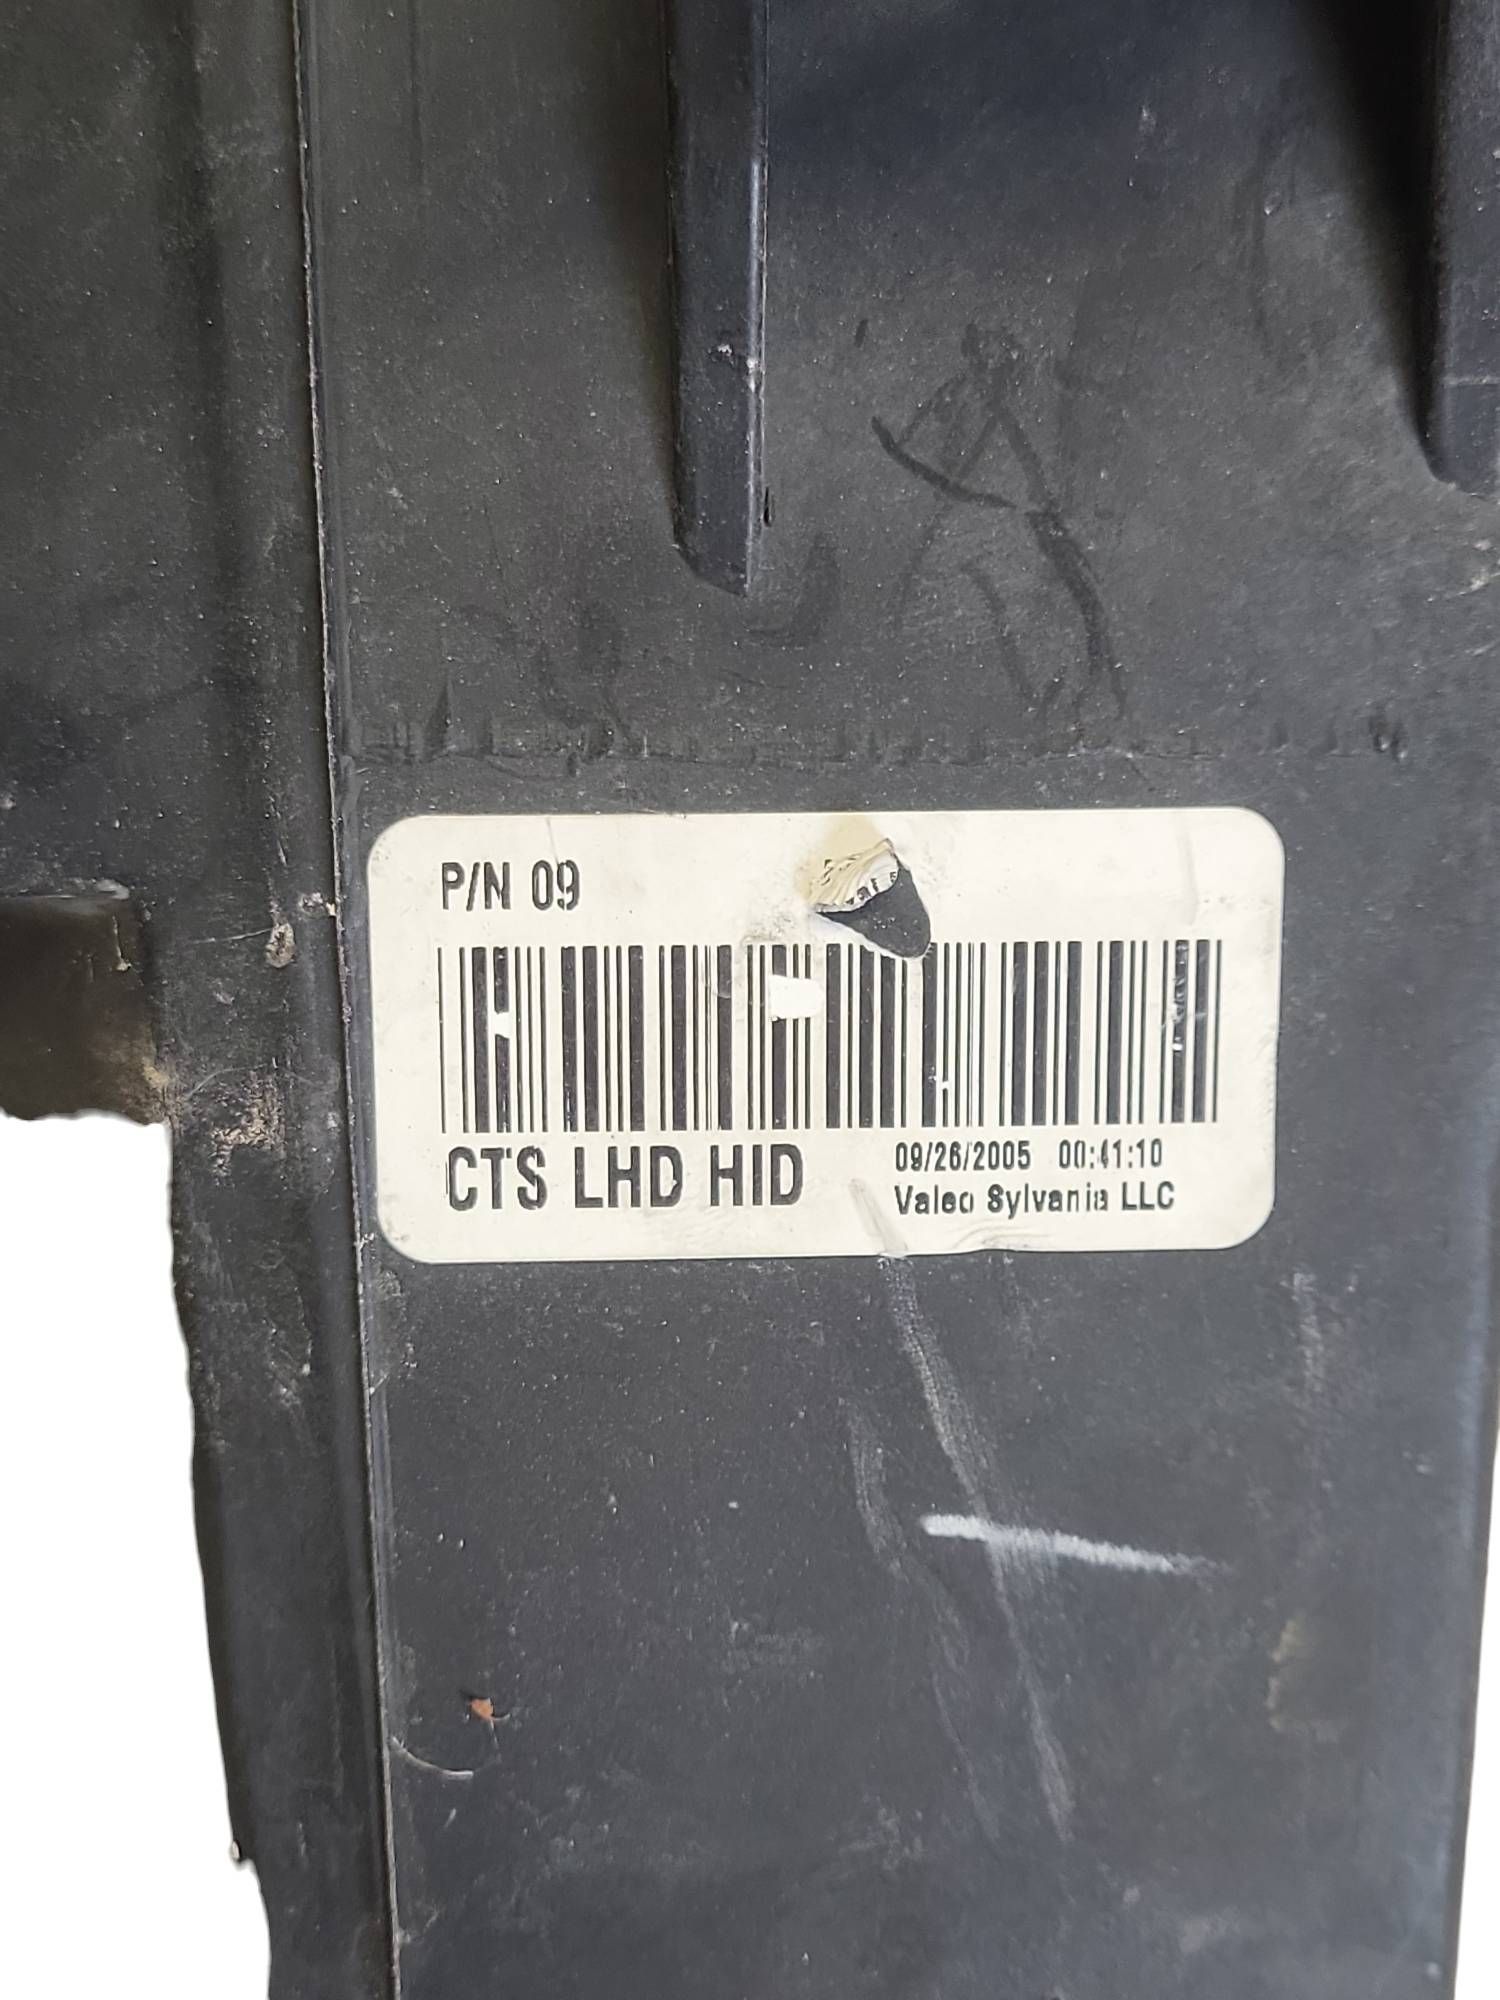 P/N 09
CTS LHD HID
09/26/2005 00:41:10
Valeo Sylvania LLC